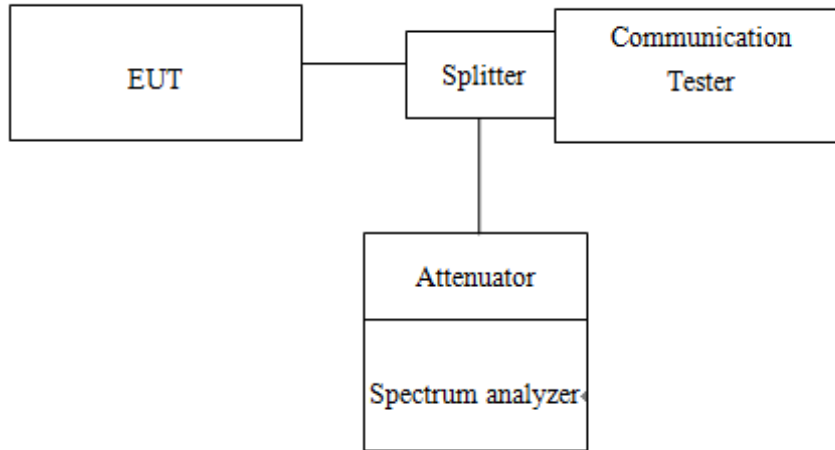 EUT
Splitter
Communication
Tester
Attenuator
Spectrum analyzer